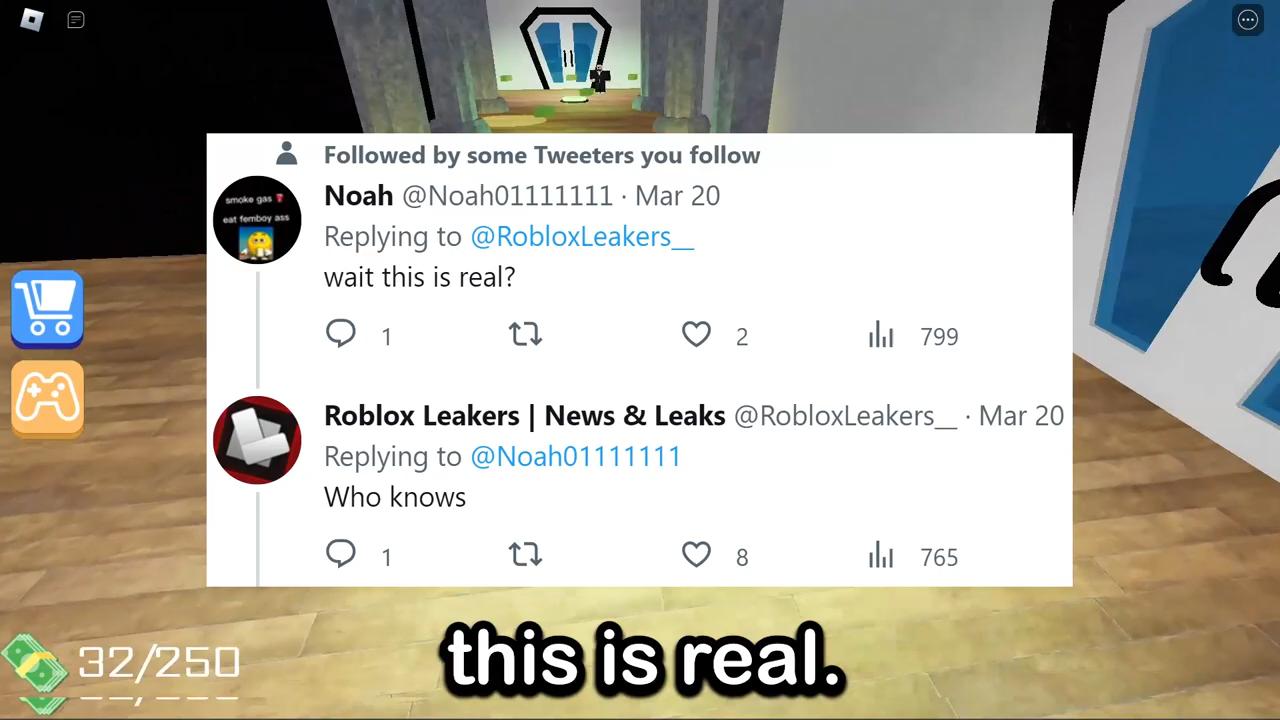 Followed by some Tweeters you follow
smoke gas
eat femboy ass
Noah @Noah01111111 · Mar 20
Replying to @RobloxLeakers__
wait this is real?
1 2 799
Roblox Leakers | News & Leaks @RobloxLeakers__ · Mar 20
Replying to @Noah01111111
Who knows
1 8 765
this is real.
32/250